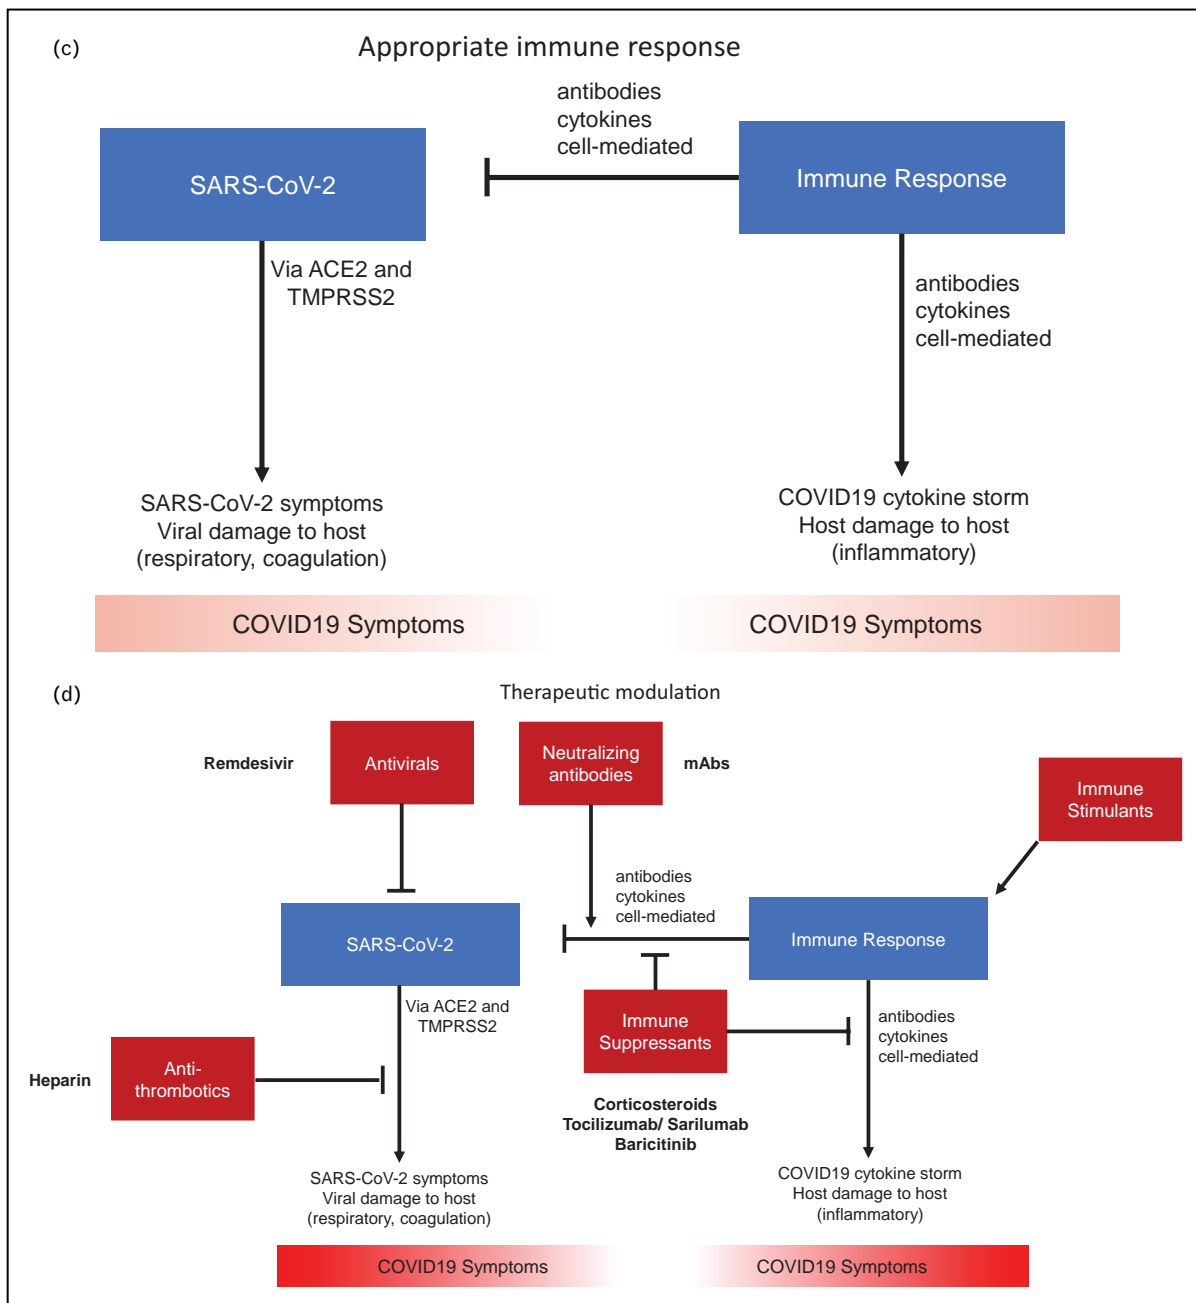 (c)
Appropriate immune response
antibodies
cytokines
cell-mediated
SARS-CoV-2
Immune Response
Via ACE2 and
TMPRSS2
antibodies
cytokines
cell-mediated
SARS-CoV-2 symptoms
Viral damage to host
(respiratory, coagulation)
COVID19 cytokine storm
Host damage to host
(inflammatory)
COVID19 Symptoms
COVID19 Symptoms
(d)
Therapeutic modulation
Remdesivir
Antivirals
Neutralizing
antibodies
mAbs
Immune
Stimulants
antibodies
cytokines
cell-mediated
SARS-CoV-2
Immune Response
Via ACE2 and
TMPRSS2
Immune
Suppressants
antibodies
cytokines
cell-mediated
Heparin
Anti-
thrombotics
Corticosteroids
Tocilizumab/ Sarilumab
Baricitinib
SARS-CoV-2 symptoms
Viral damage to host
(respiratory, coagulation)
COVID19 cytokine storm
Host damage to host
(inflammatory)
COVID19 Symptoms
COVID19 Symptoms